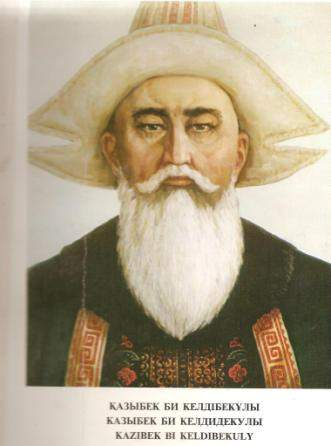 ҚАЗЫБЕК БИ КЕЛДІБЕКҰЛЫ
КАЗЫБЕК БИ КЕЛДИДЕКУЛЫ
KAZIBEK BI KELDIBEKULY